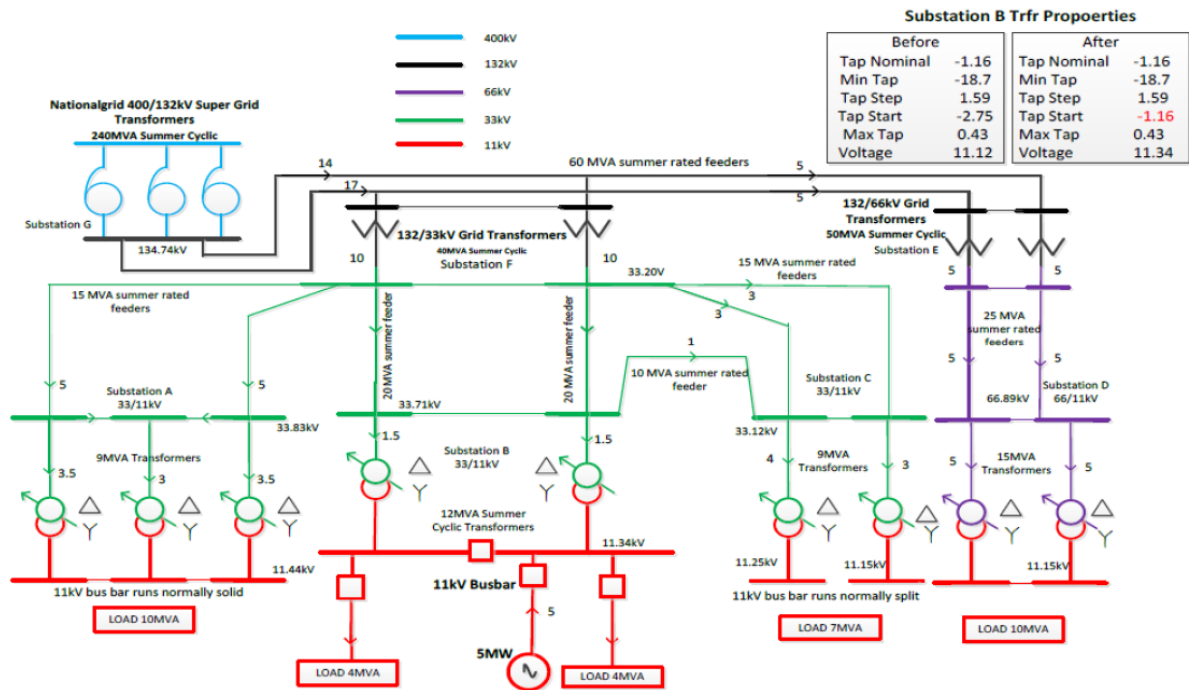 Substation B Trfr Propoerties
Before
Tap Nominal -1.16
Min Tap -18.7
Tap Step 1.59
Tap Start -2.75
Max Tap 0.43
Voltage 11.12
After
Tap Nominal -1.16
Min Tap -18.7
Tap Step 1.59
Tap Start -1.16
Max Tap 0.43
Voltage 11.34
400kV
132kV
66kV
33kV
11kV
Nationalgrid 400/132kV Super Grid
Transformers
240MVA Summer Cyclic
Substation G
134.74kV
14
17
60 MVA summer rated feeders
5
5
132/33kV Grid Transformers
40MVA Summer Cyclic
Substation F
10
10
132/66kV Grid
Transformers
50MVA Summer Cyclic
Substation E
5
5
15 MVA summer rated
feeders
33.20V
15 MVA summer rated
feeders
3
3
20 MVA summer feeder
20 MVA summer feeder
1
10 MVA summer rated
feeder
25 MVA
summer rated
feeders
5
5
5
5
Substation A
33/11kV
33.83kV
33.71kV
Substation C
33/11kV
33.12kV
66.89kV
Substation D
66/11kV
9MVA Transformers
3.5
3
3.5
1.5
1.5
Substation B
33/11kV
4
9MVA
Transformers
3
5
15MVA
Transformers
5
12MVA Summer
Cyclic Transformers
11.44kV
11.34kV
11.25kV
11.15kV
11.15kV
11kV bus bar runs normally solid
11kV Busbar
11kV bus bar runs normally split
LOAD 10MVA
5
5MW
LOAD 4MVA
LOAD 4MVA
LOAD 7MVA
LOAD 10MVA